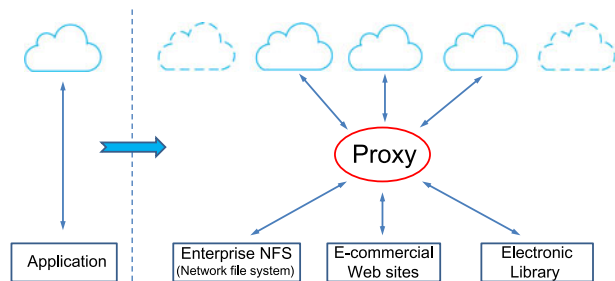 Proxy
Application
Enterprise NFS
(Network file system)
E-commercial
Web sites
Electronic
Library